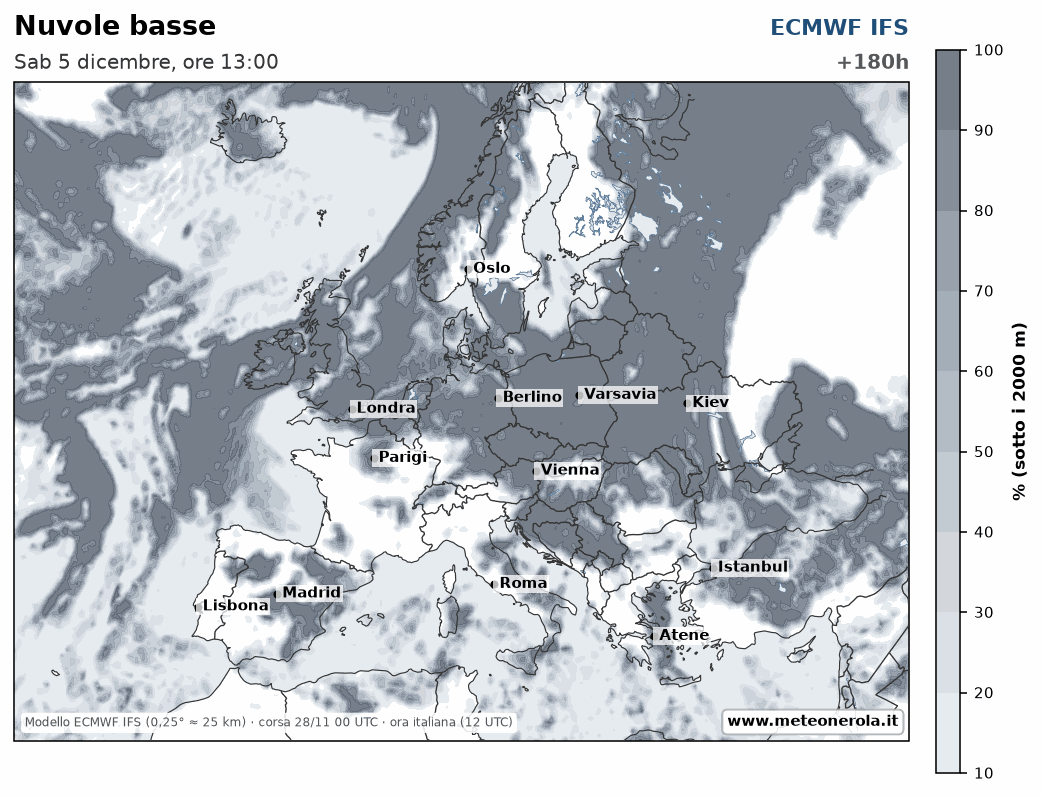 Nuvole basse
ECMWF IFS
Sab 5 dicembre, ore 13:00
+180h
Oslo
Londra
Berlino
Varsavia
Kiev
Parigi
Vienna
Lisbona
Madrid
Roma
Istanbul
Atene
Modello ECMWF IFS (0,25° ≈ 25 km) · corsa 28/11 00 UTC · ora italiana (12 UTC)
www.meteonerola.it
100
90
80
70
60
50
40
30
20
10
% (sotto i 2000 m)